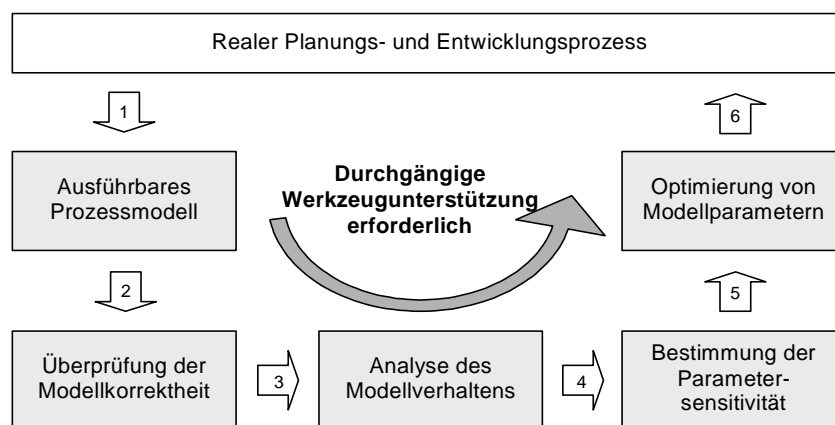 Realer Planungs- und Entwicklungsprozess
1
6
Ausführbares
Prozessmodell
Durchgängige
Werkzeugunterstützung
erforderlich
Optimierung von
Modellparametern
2
5
Überprüfung der
Modellkorrektheit
3
Analyse des
Modellverhaltens
4
Bestimmung der
Parameter-
sensitivität